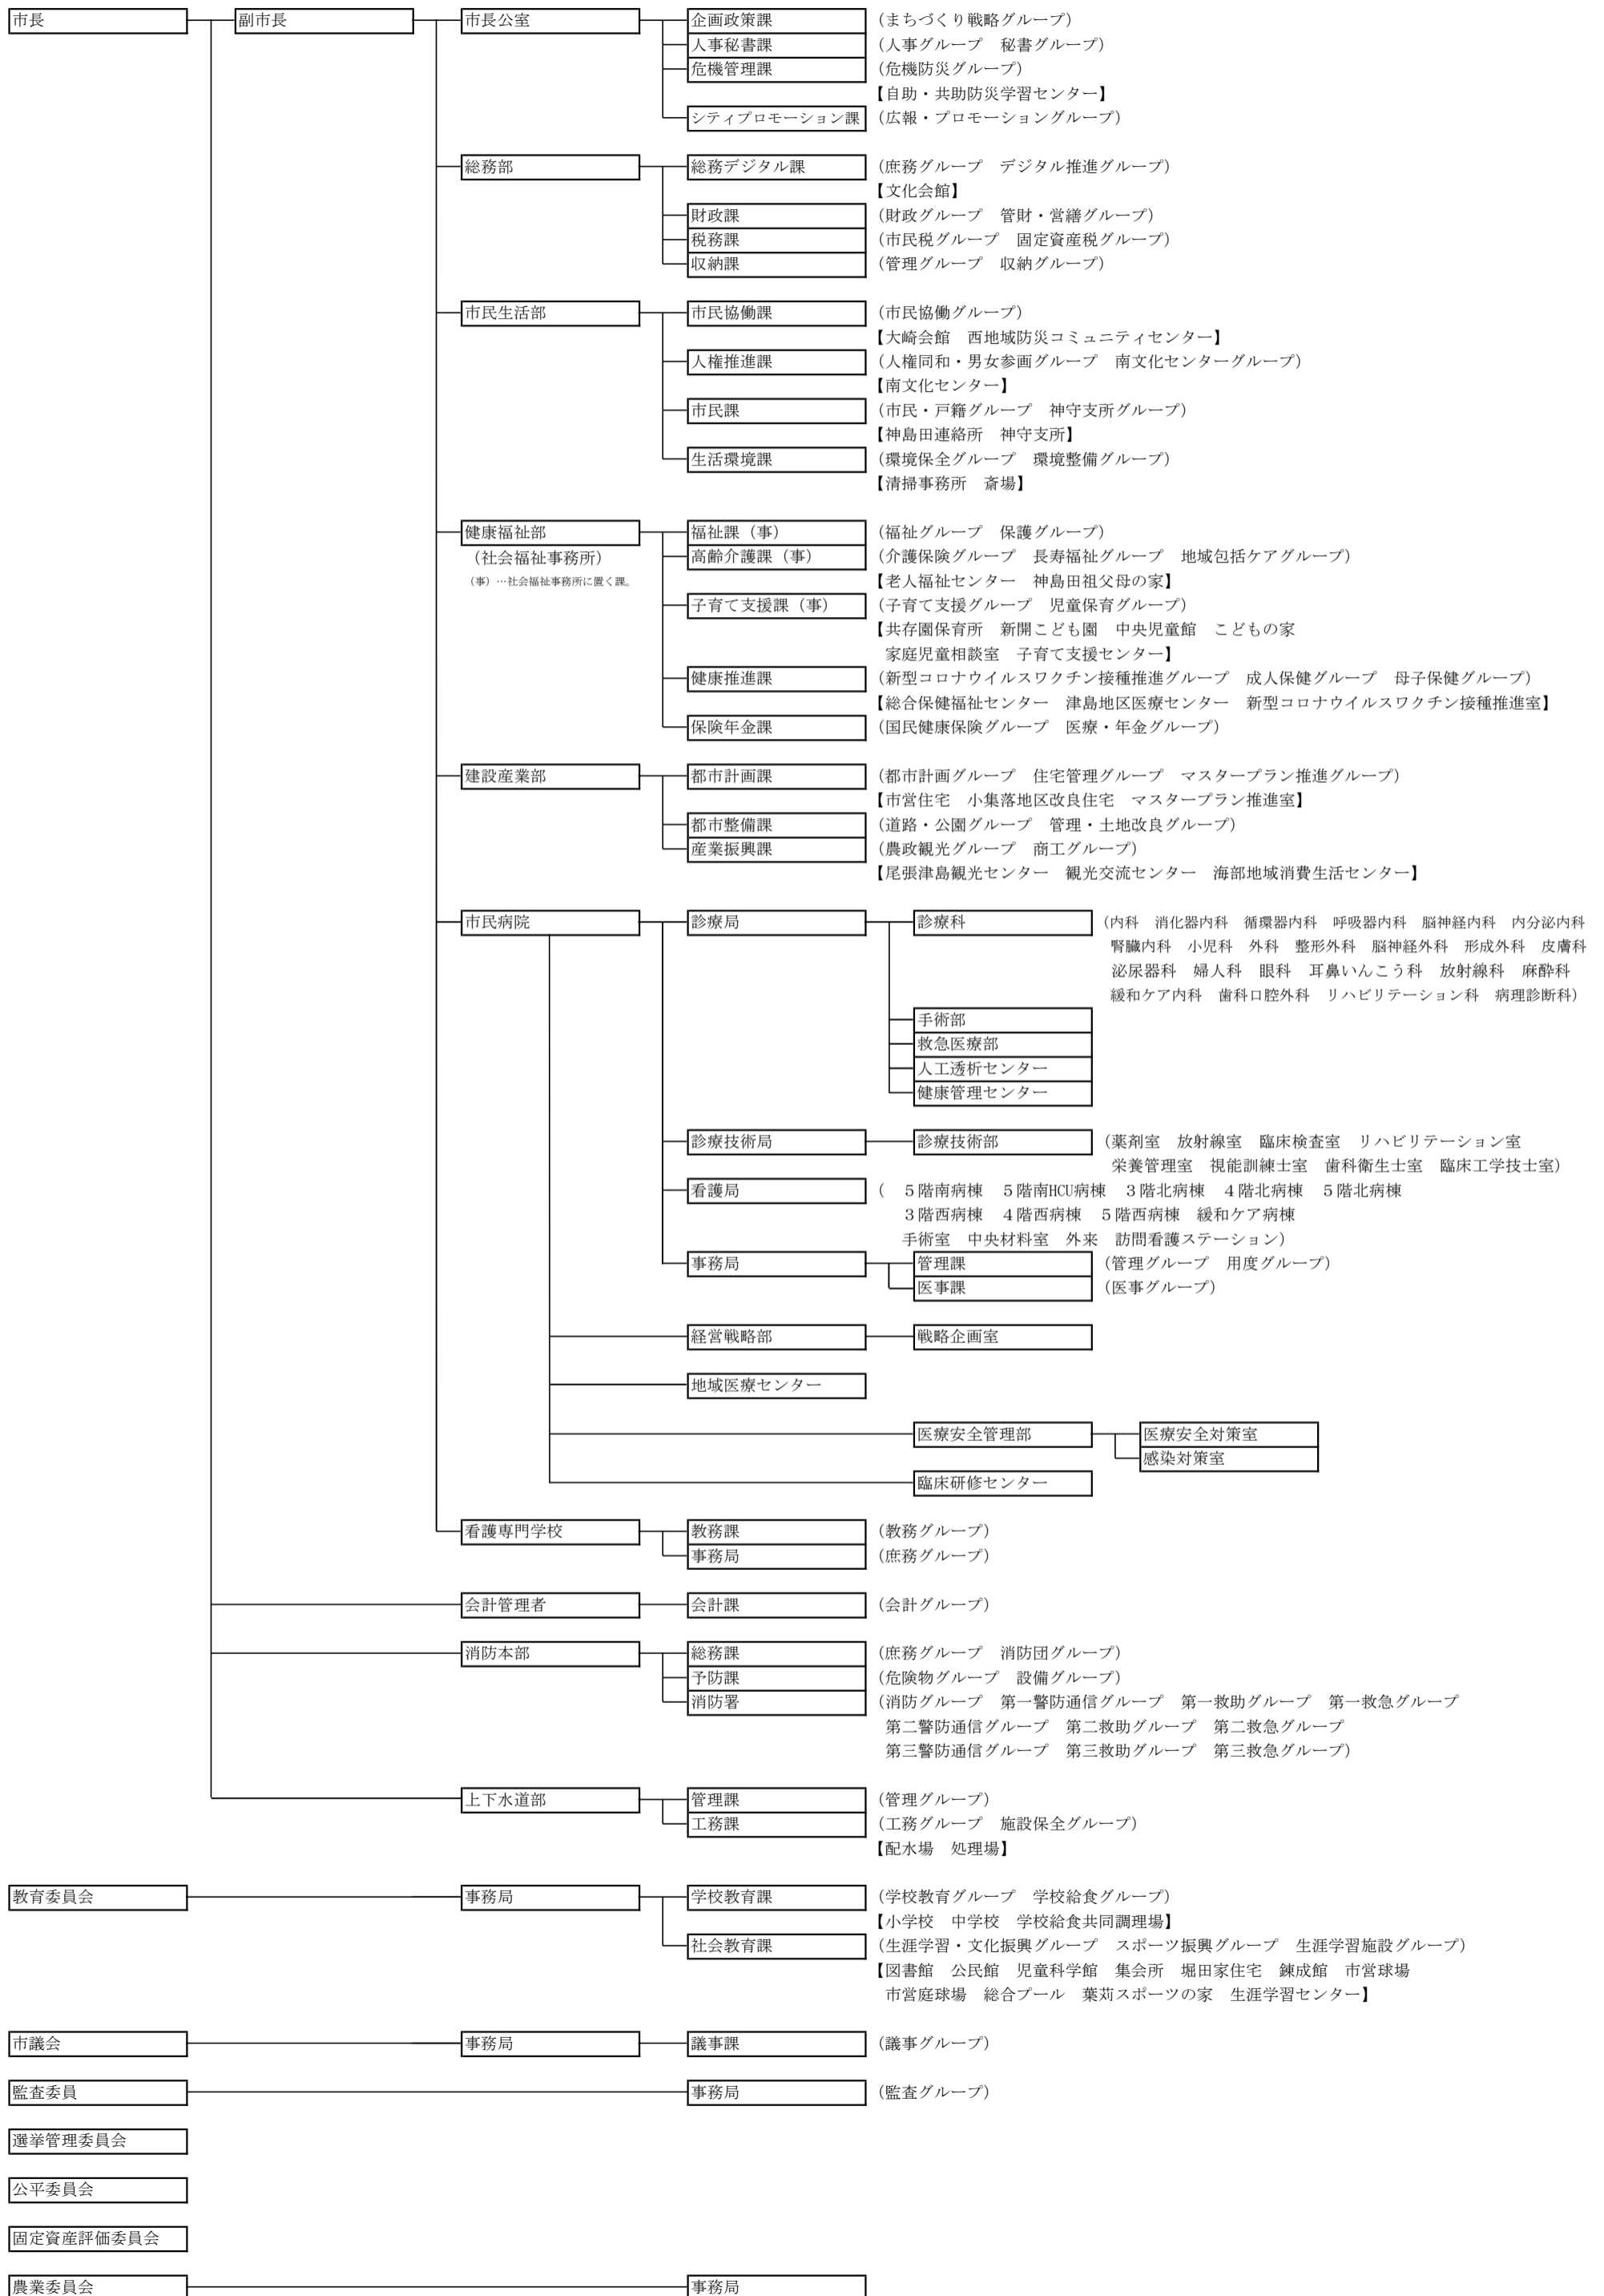 市長 副市長 市長公室 企画政策課 (まちづくり戦略グループ)
人事秘書課 (人事グループ　秘書グループ)
危機管理課 (危機防災グループ)
【自助・共助防災学習センター】
シティプロモーション課 (広報・プロモーショングループ)
総務部 総務デジタル課 (庶務グループ　デジタル推進グループ)
【文化会館】
財政課 (財政グループ　管財・営繕グループ)
税務課 (市民税グループ　固定資産税グループ)
収納課 (管理グループ　収納グループ)
市民生活部 市民協働課 (市民協働グループ)
【大崎会館　西地域防災コミュニティセンター】
人権推進課 (人権同和・男女参画グループ　南文化センターグループ)
【南文化センター】
市民課 (市民・戸籍グループ　神守支所グループ)
【神島田連絡所　神守支所】
生活環境課 (環境保全グループ　環境整備グループ)
【清掃事務所　斎場】
健康福祉部 福祉課（事） (福祉グループ　保護グループ)
（社会福祉事務所） 高齢介護課（事） (介護保険グループ　長寿福祉グループ　地域包括ケアグループ)
（事）…社会福祉事務所に置く課。 【老人福祉センター　神島田祖父母の家】
子育て支援課（事） (子育て支援グループ　児童保育グループ)
【共存園保育所　新開こども園　中央児童館　こどもの家
家庭児童相談室　子育て支援センター】
健康推進課 (新型コロナウイルスワクチン接種推進グループ　成人保健グループ　母子保健グループ)
【総合保健福祉センター　津島地区医療センター　新型コロナウイルスワクチン接種推進室】
保険年金課 (国民健康保険グループ　医療・年金グループ)
建設産業部 都市計画課 (都市計画グループ　住宅管理グループ　マスタープラン推進グループ)
【市営住宅　小集落地区改良住宅　マスタープラン推進室】
都市整備課 (道路・公園グループ　管理・土地改良グループ)
産業振興課 (農政観光グループ　商工グループ)
【尾張津島観光センター　観光交流センター　海部地域消費生活センター】
市民病院 診療局 診療科 (内科　消化器内科　循環器内科　呼吸器内科　脳神経内科　内分泌内科
腎臓内科　小児科　外科　整形外科　脳神経外科　形成外科　皮膚科
泌尿器科　婦人科　眼科　耳鼻いんこう科　放射線科　麻酔科
緩和ケア内科　歯科口腔外科　リハビリテーション科　病理診断科)
手術部
救急医療部
人工透析センター
健康管理センター
診療技術局 診療技術部 (薬剤室　放射線室　臨床検査室　リハビリテーション室
栄養管理室　視能訓練士室　歯科衛生士室　臨床工学技士室)
看護局 (　５階南病棟　５階南HCU病棟　３階北病棟　４階北病棟　５階北病棟
３階西病棟　４階西病棟　５階西病棟　緩和ケア病棟
手術室　中央材料室　外来　訪問看護ステーション)
事務局 管理課 (管理グループ　用度グループ)
医事課 (医事グループ)
経営戦略部 戦略企画室
地域医療センター
医療安全管理部 医療安全対策室
感染対策室
臨床研修センター
看護専門学校 教務課 (教務グループ)
事務局 (庶務グループ)
会計管理者 会計課 (会計グループ)
消防本部 総務課 (庶務グループ　消防団グループ)
予防課 (危険物グループ　設備グループ)
消防署 (消防グループ　第一警防通信グループ　第一救助グループ　第一救急グループ
第二警防通信グループ　第二救助グループ　第二救急グループ
第三警防通信グループ　第三救助グループ　第三救急グループ)
上下水道部 管理課 (管理グループ)
工務課 (工務グループ　施設保全グループ)
【配水場　処理場】
教育委員会 事務局 学校教育課 (学校教育グループ　学校給食グループ)
【小学校　中学校　学校給食共同調理場】
社会教育課 (生涯学習・文化振興グループ　スポーツ振興グループ　生涯学習施設グループ)
【図書館　公民館　児童科学館　集会所　堀田家住宅　錬成館　市営球場
市営庭球場　総合プール　葉苅スポーツの家　生涯学習センター】
市議会 事務局 議事課 (議事グループ)
監査委員 事務局 (監査グループ)
選挙管理委員会
公平委員会
固定資産評価委員会
農業委員会 事務局